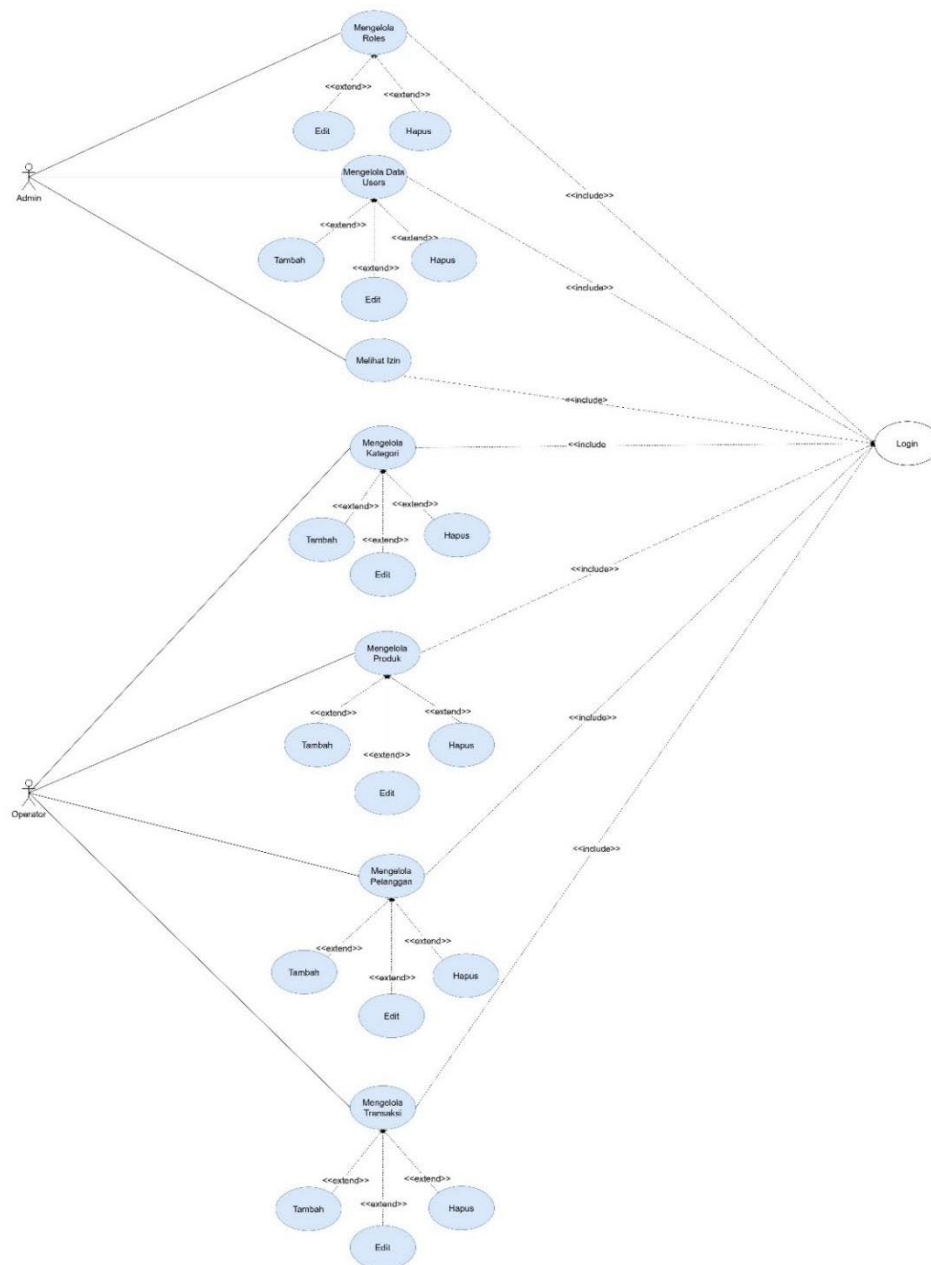 Mengelola
Roles
<<extend>>
<<extend>>
Edit
Hapus
Admin
Mengelola Data
Users
<<include>>
<<extend>>
<<extend>>
Tambah
Hapus
<<extend>>
<<include>>
Edit
Melihat Izin
<<include>
Mengelola
Kategori
<<include
Login
<<extend>>
<<extend>>
Tambah
Hapus
<<extend>>
Edit
<<include>>
Mengelola
Produk
<<extend>>
<<extend>>
<<include>>
Tambah
Hapus
<<extend>>
Edit
Operator
<<include>>
Mengelola
Pelanggan
<<extend>>
<<extend>>
Tambah
Hapus
<<extend>>
Edit
Mengelola
Transaksi
<<extend>>
<<extend>>
Tambah
Hapus
<<extend>>
Edit